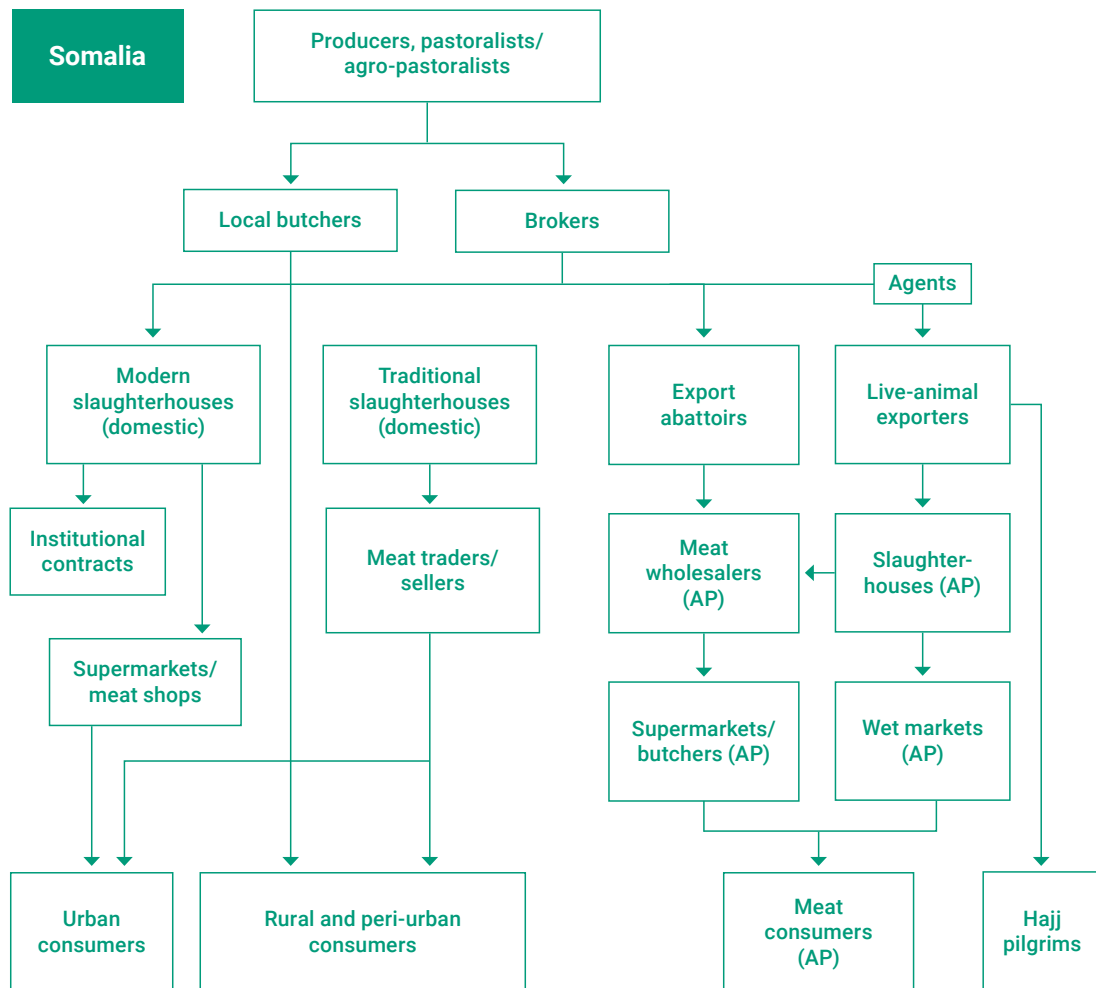 Somalia
Producers, pastoralists/
agro-pastoralists
Local butchers
Brokers
Agents
Modern
slaughterhouses
(domestic)
Traditional
slaughterhouses
(domestic)
Export
abattoirs
Live-animal
exporters
Institutional
contracts
Meat traders/
sellers
Meat
wholesalers
(AP)
Slaughter-
houses (AP)
Supermarkets/
meat shops
Supermarkets/
butchers (AP)
Wet markets
(AP)
Urban
consumers
Rural and peri-urban
consumers
Meat
consumers
(AP)
Hajj
pilgrims